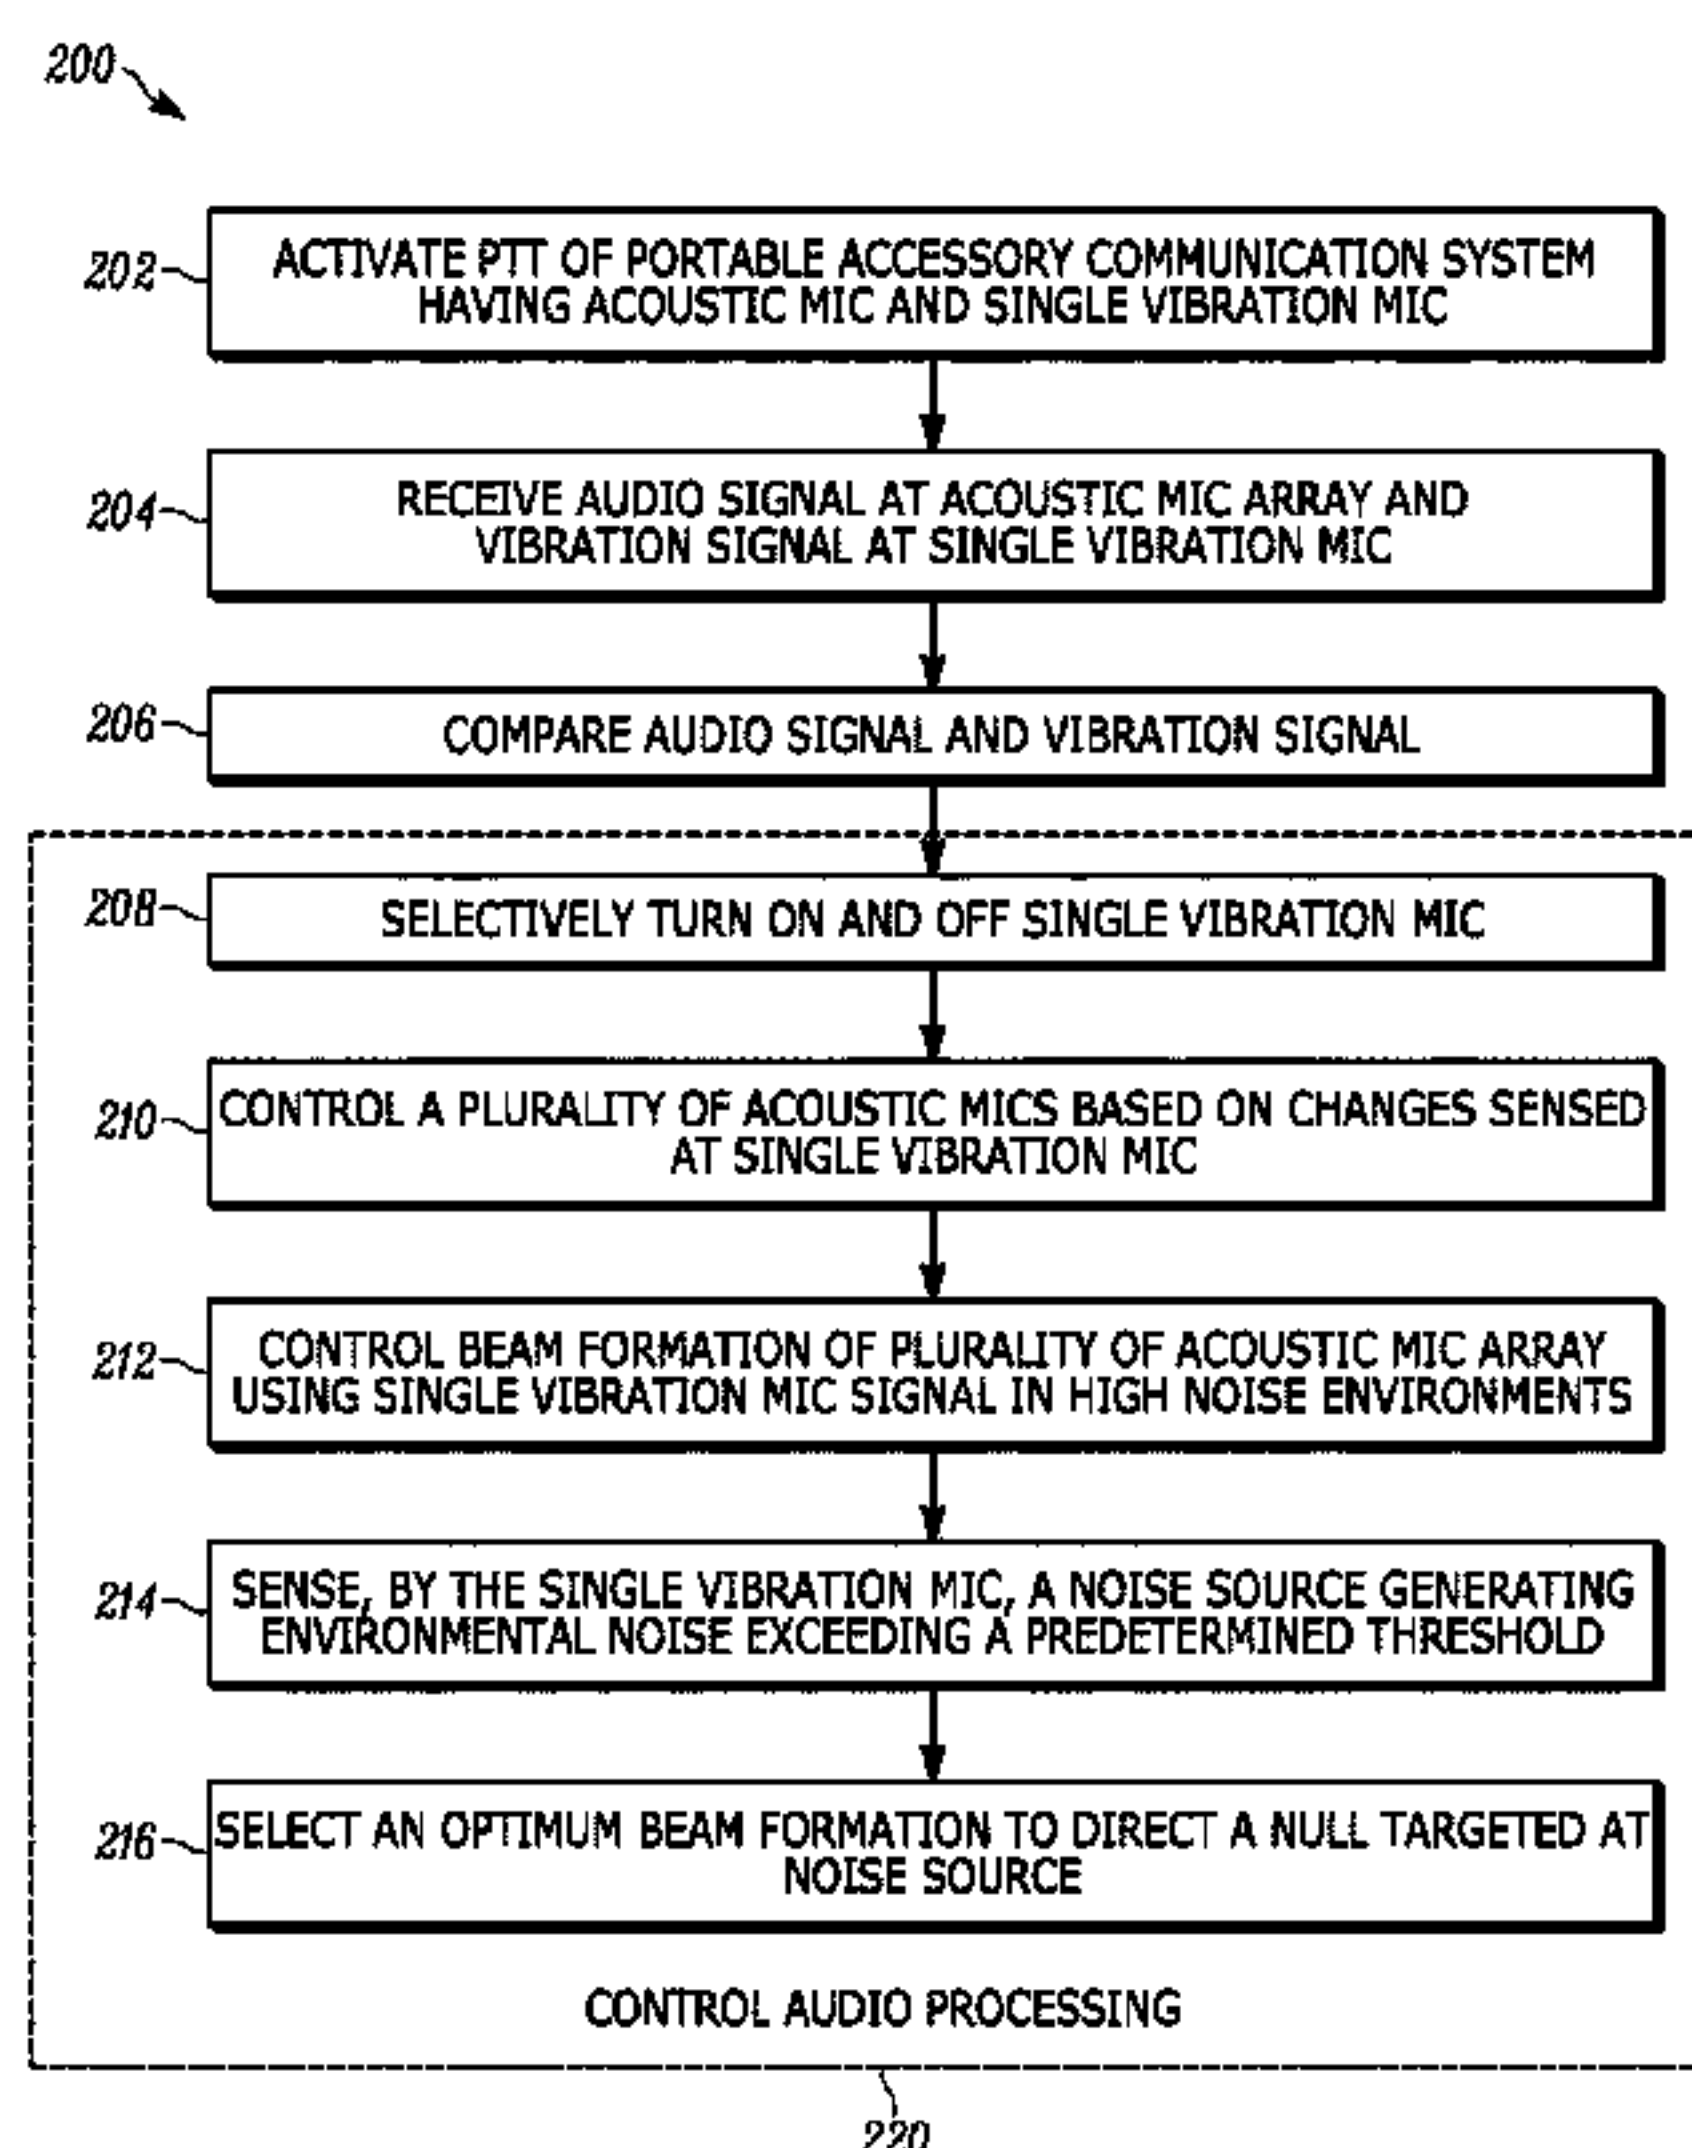 200
202
ACTIVATE PTT OF PORTABLE ACCESSORY COMMUNICATION SYSTEM
HAVING ACOUSTIC MIC AND SINGLE VIBRATION MIC
204
RECEIVE AUDIO SIGNAL AT ACOUSTIC MIC ARRAY AND
VIBRATION SIGNAL AT SINGLE VIBRATION MIC
206
COMPARE AUDIO SIGNAL AND VIBRATION SIGNAL
208
SELECTIVELY TURN ON AND OFF SINGLE VIBRATION MIC
210
CONTROL A PLURALITY OF ACOUSTIC MICS BASED ON CHANGES SENSED
AT SINGLE VIBRATION MIC
212
CONTROL BEAM FORMATION OF PLURALITY OF ACOUSTIC MIC ARRAY
USING SINGLE VIBRATION MIC SIGNAL IN HIGH NOISE ENVIRONMENTS
214
SENSE, BY THE SINGLE VIBRATION MIC, A NOISE SOURCE GENERATING
ENVIRONMENTAL NOISE EXCEEDING A PREDETERMINED THRESHOLD
216
SELECT AN OPTIMUM BEAM FORMATION TO DIRECT A NULL TARGETED AT
NOISE SOURCE
CONTROL AUDIO PROCESSING
220